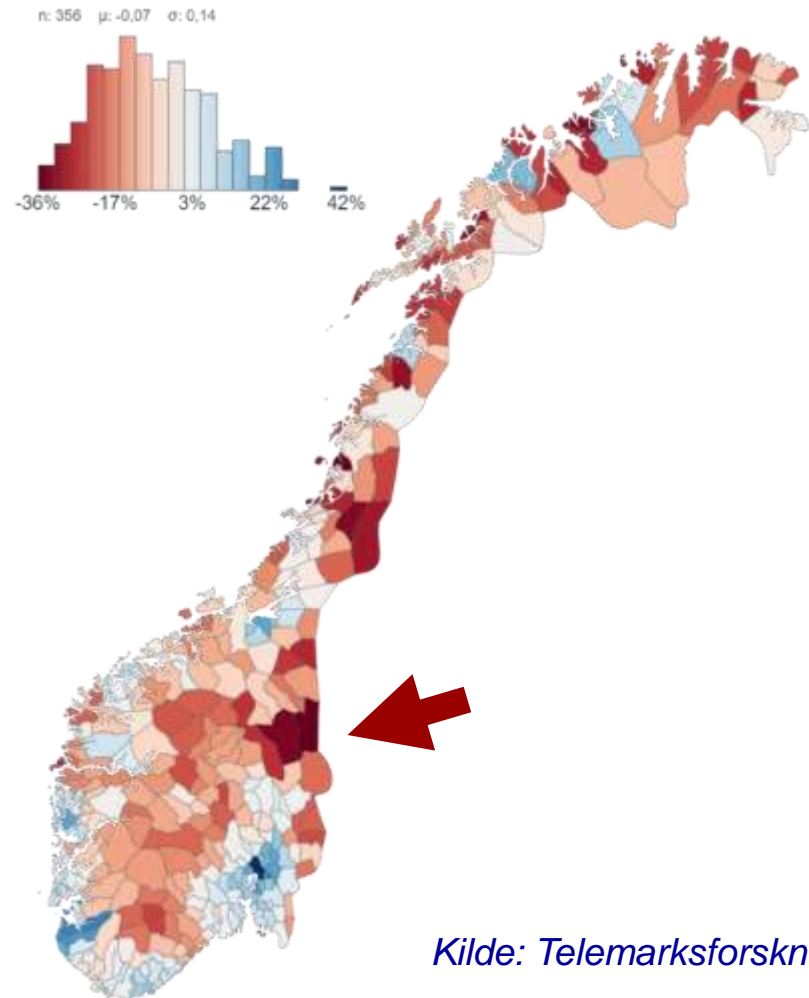 n: 356 μ: -0,07 σ: 0,14
-36% -17% 3% 22% 42%
Kilde: Telemarksforskn